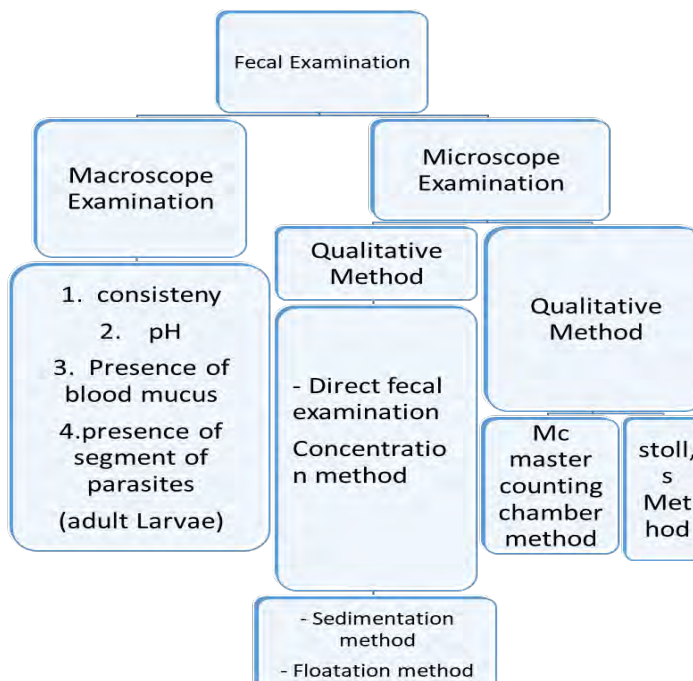 Fecal Examination
Macroscope
Examination
Microscope
Examination
1. consisteny
2. pH
3. Presence of
blood mucus
4.presence of
segment of
parasites
(adult Larvae)
Qualitative
Method
- Direct fecal
examination
Concentratio
n method
- Sedimentation
method
- Floatation method
Qualitative
Method
Mc
master
counting
chamber
method
stoll,
s
Met
hod